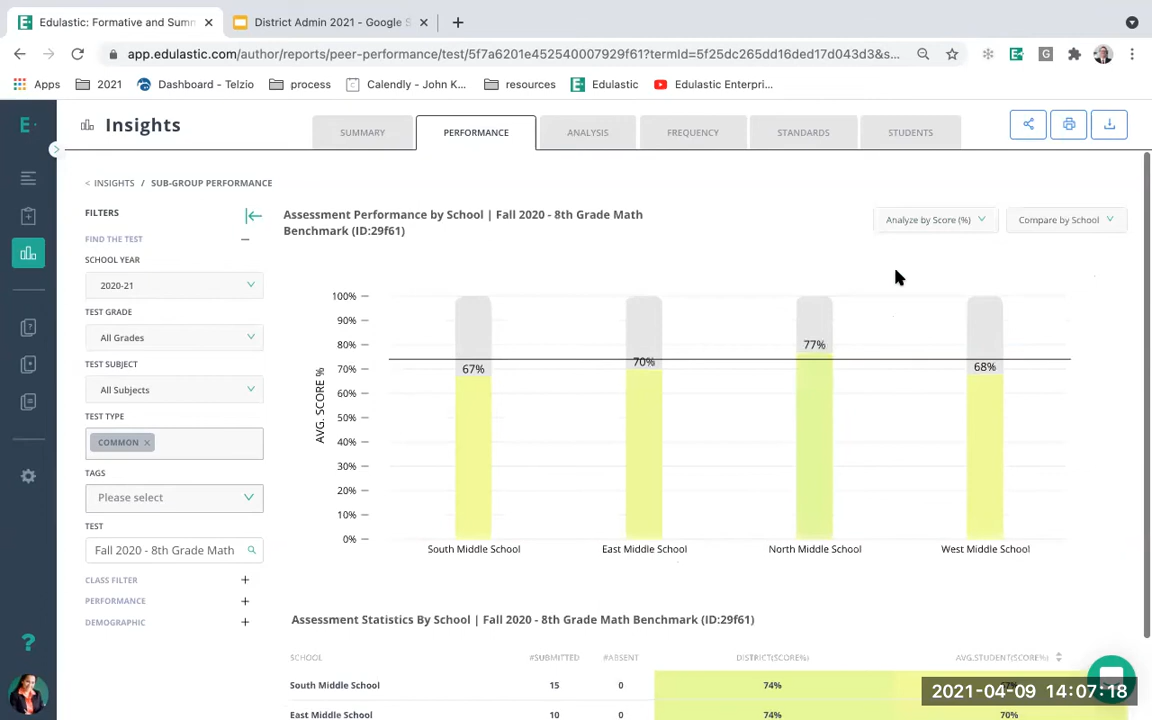 Edulastic: Formative and Summ
District Admin 2021 - Google S
app.edulastic.com/author/reports/peer-performance/test/5f7a6201e452540007929f61?termId=5f25dc265dd16ded17d043d3&s...
Apps
2021
Dashboard - Telzio
process
Calendly - John K...
resources
Edulastic
Edulastic Enterpri...
Insights
SUMMARY
PERFORMANCE
ANALYSIS
FREQUENCY
STANDARDS
STUDENTS
< INSIGHTS / SUB-GROUP PERFORMANCE
FILTERS
FIND THE TEST
SCHOOL YEAR
2020-21
TEST GRADE
All Grades
TEST SUBJECT
All Subjects
TEST TYPE
COMMON ×
TAGS
Please select
TEST
Fall 2020 - 8th Grade Math
CLASS FILTER +
PERFORMANCE +
DEMOGRAPHIC +
Assessment Performance by School | Fall 2020 - 8th Grade Math
Benchmark (ID:29f61)
Analyze by Score (%)
Compare by School
AVG. SCORE %
100%
90%
80%
70%
60%
50%
40%
30%
20%
10%
0%
67%
70%
77%
68%
South Middle School
East Middle School
North Middle School
West Middle School
Assessment Statistics By School | Fall 2020 - 8th Grade Math Benchmark (ID:29f61)
SCHOOL #SUBMITTED #ABSENT DISTRICT(SCORE%) AVG.STUDENT(SCORE%)
South Middle School 15 0 74%
East Middle School 10 0 74% 70%
2021-04-09 14:07:18